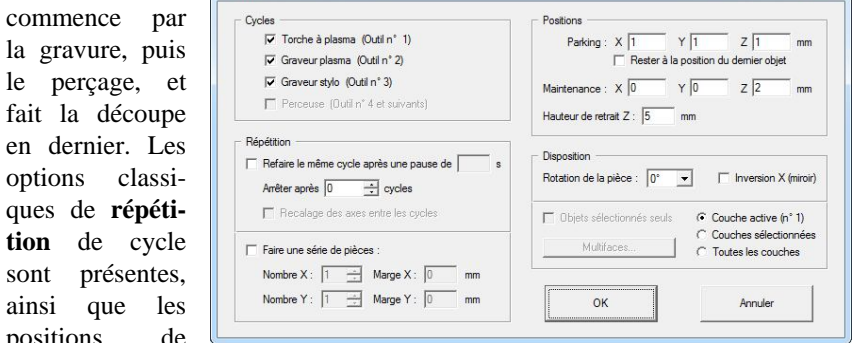 commence par
la gravure, puis
le perçage, et
fait la découpe
en dernier. Les
options classi-
ques de répéti-
tion de cycle
sont présentes,
ainsi que les
positions de
Cycles
Torche à plasma (Outil n° 1)
Graveur plasma (Outil n° 2)
Graveur stylo (Outil n° 3)
Perceuse (Outil n° 4 et suivants)
Répétition
Refaire le même cycle après une pause de s
Arrêter après 0 cycles
Recalage des axes entre les cycles
Faire une série de pièces :
Nombre X : 1 Marge X : 0 mm
Nombre Y : 1 Marge Y : 0 mm
Positions
Parking : X 1 Y 1 Z 1 mm
Rester à la position du dernier objet
Maintenance : X 0 Y 0 Z 2 mm
Hauteur de retrait Z : 5 mm
Disposition
Rotation de la pièce : 0° Inversion X (miroir)
Objets sélectionnés seuls
Multifaces...
Couche active (n° 1)
Couches sélectionnées
Toutes les couches
OK
Annuler